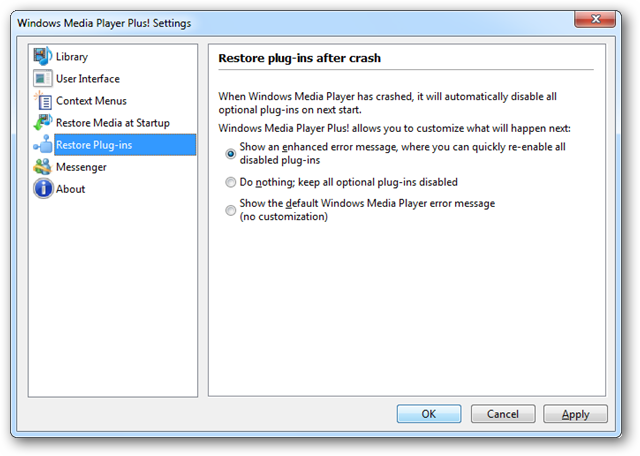 Windows Media Player Plus! Settings
Library
User Interface
Context Menus
Restore Media at Startup
Restore Plug-ins
Messenger
About
Restore plug-ins after crash
When Windows Media Player has crashed, it will automatically disable all
optional plug-ins on next start.
Windows Media Player Plus! allows you to customize what will happen next:
Show an enhanced error message, where you can quickly re-enable all
disabled plug-ins
Do nothing; keep all optional plug-ins disabled
Show the default Windows Media Player error message
(no customization)
OK
Cancel
Apply